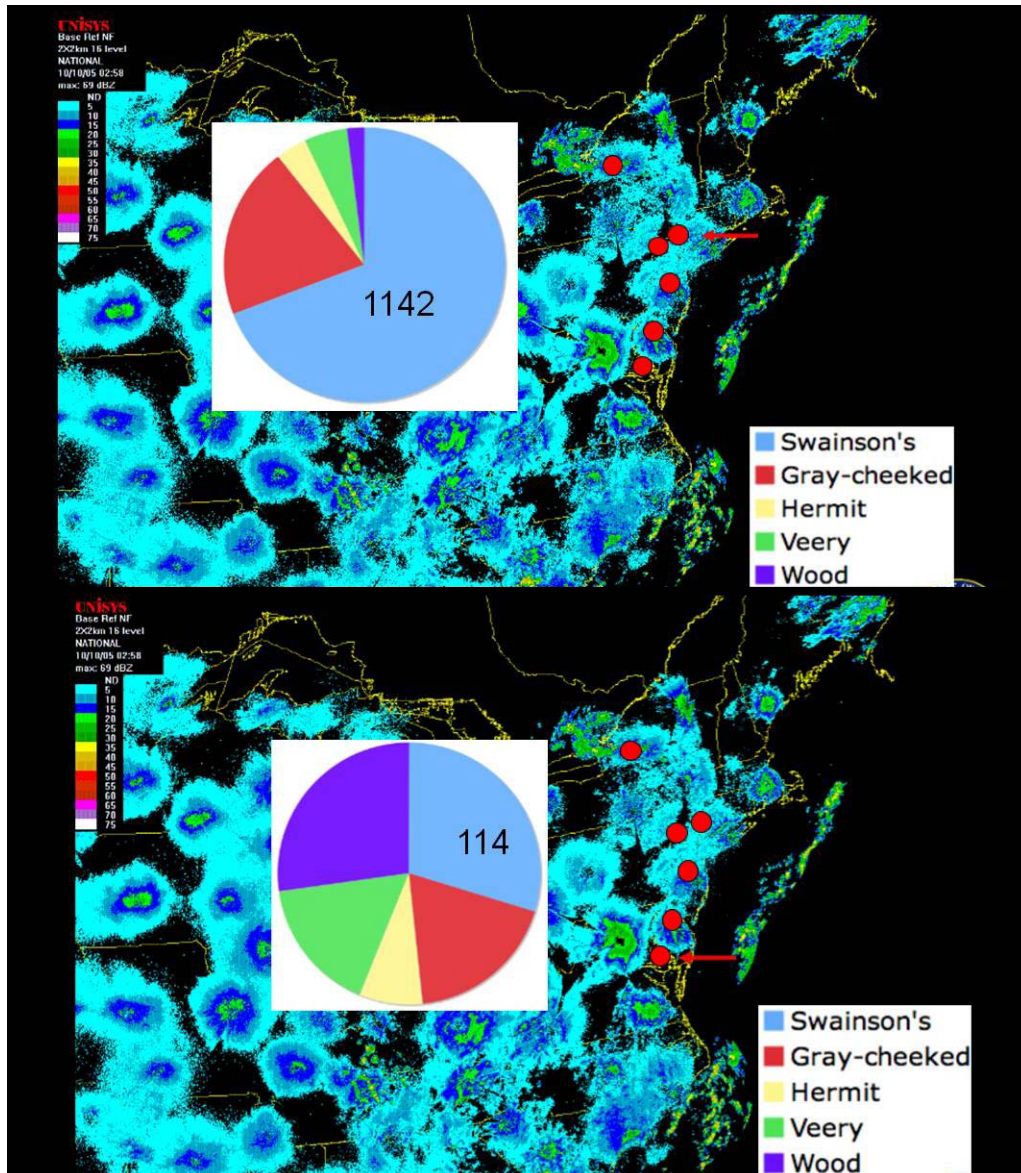 UNISYS
Base Ref NF
2X2km 16 level
NATIONAL
10/10/05 02:58
max: 69 dBZ
ND
5
10
15
20
25
30
35
40
45
50
55
60
65
70
75
1142
Swainson's
Gray-cheeked
Hermit
Veery
Wood
UNISYS
Base Ref NF
2X2km 16 level
NATIONAL
10/10/05 02:58
max: 69 dBZ
ND
5
10
15
20
25
30
35
40
45
50
55
60
65
70
75
114
Swainson's
Gray-cheeked
Hermit
Veery
Wood